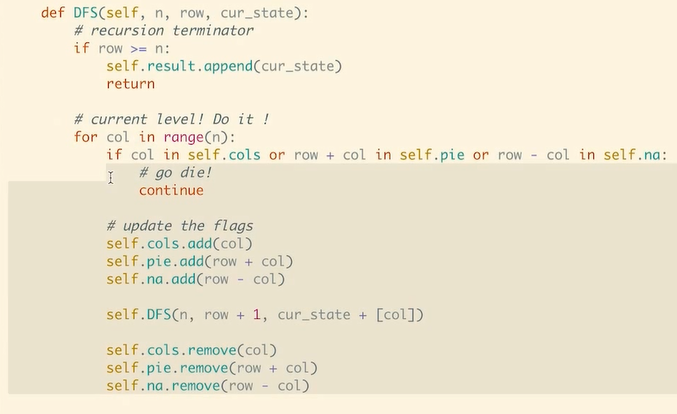 def DFS(self, n, row, cur_state):
    # recursion terminator
    if row >= n:
        self.result.append(cur_state)
        return

    # current level! Do it !
    for col in range(n):
        if col in self.cols or row + col in self.pie or row - col in self.na:
            # go die!
            continue

        # update the flags
        self.cols.add(col)
        self.pie.add(row + col)
        self.na.add(row - col)

        self.DFS(n, row + 1, cur_state + [col])

        self.cols.remove(col)
        self.pie.remove(row + col)
        self.na.remove(row - col)